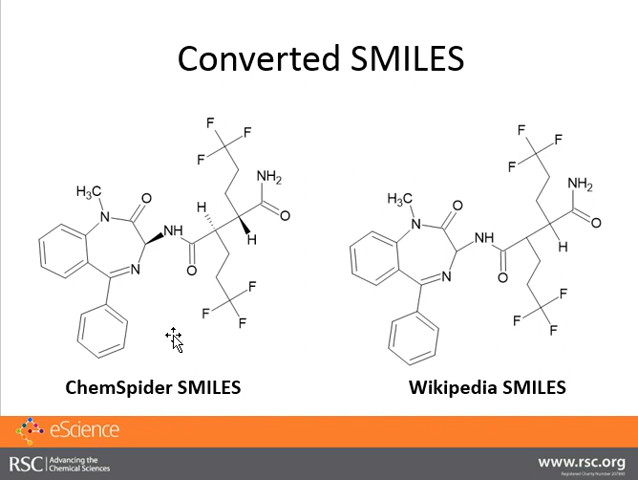 Converted SMILES
F
F
F
NH2
O
H3C
O
N
H
NH
H
O
N
F
F
F
F
F
F
NH2
O
H3C
O
N
NH
H
O
N
F
F
F
ChemSpider SMILES
Wikipedia SMILES
eScience
RSC | Advancing the
Chemical Sciences
www.rsc.org